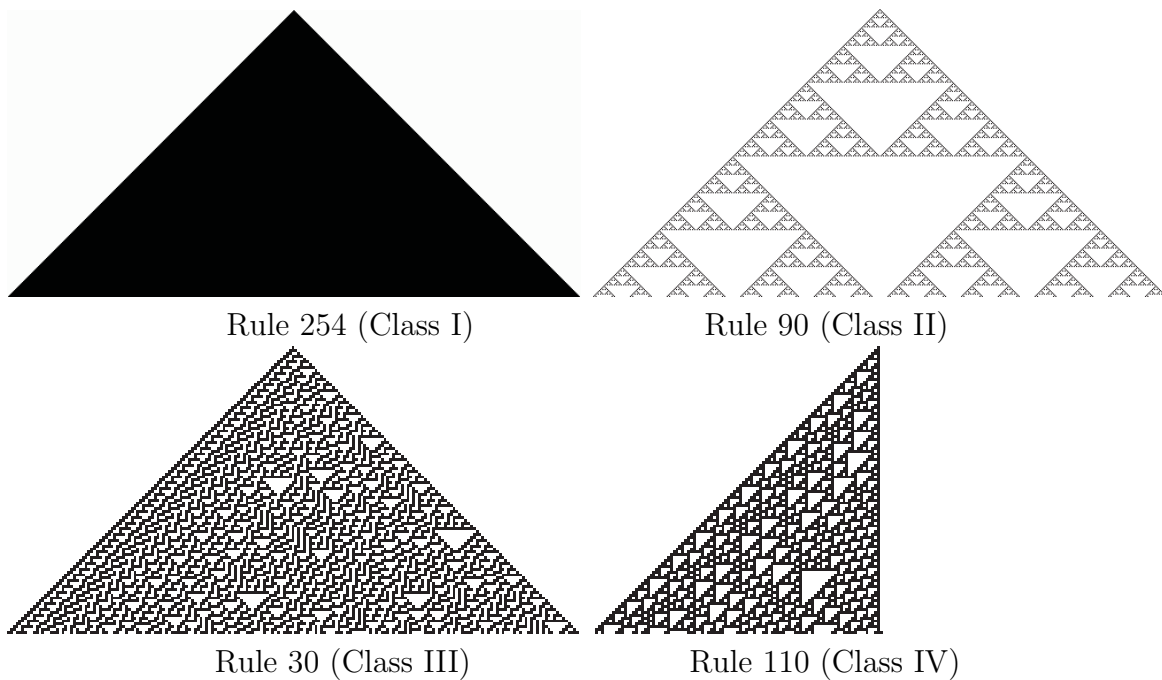 Rule 254 (Class I)
Rule 90 (Class II)
Rule 30 (Class III)
Rule 110 (Class IV)